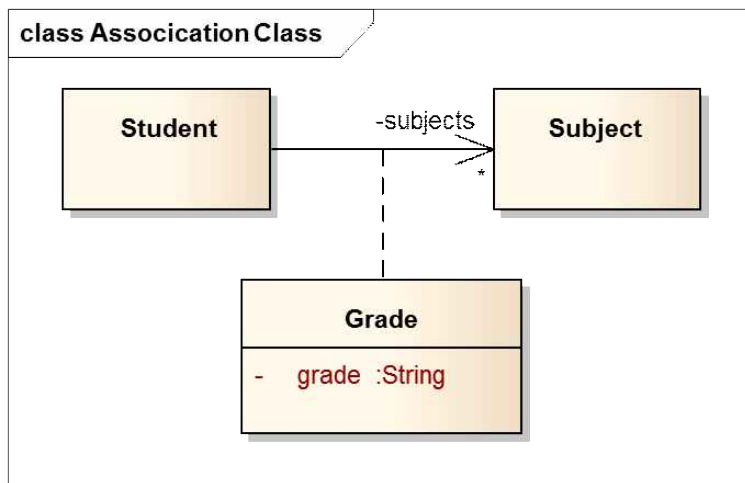 class Assocication Class
Student
-subjects
*
Subject
Grade
- grade :String